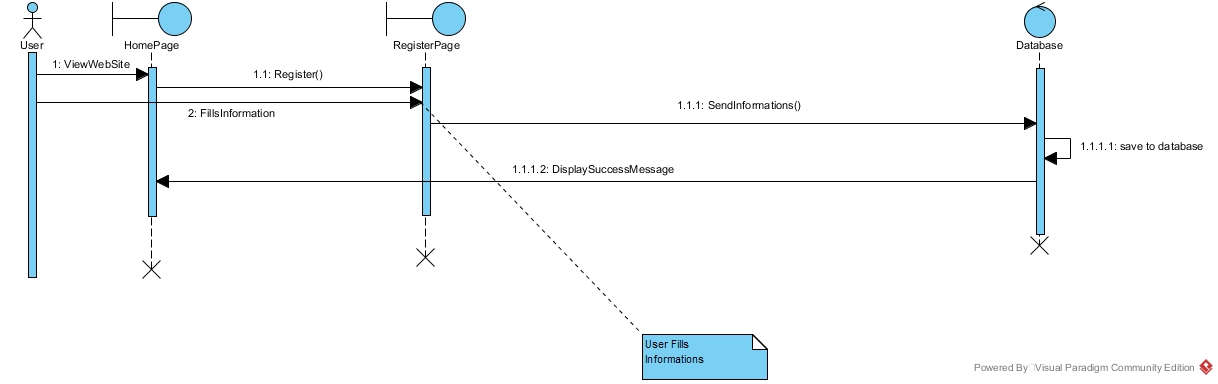 User
HomePage
RegisterPage
Database
1: ViewWebSite
1.1: Register()
2: FillsInformation
1.1.1: SendInformations()
1.1.1.1: save to database
1.1.1.2: DisplaySuccessMessage
User Fills
Informations
Powered By Visual Paradigm Community Edition